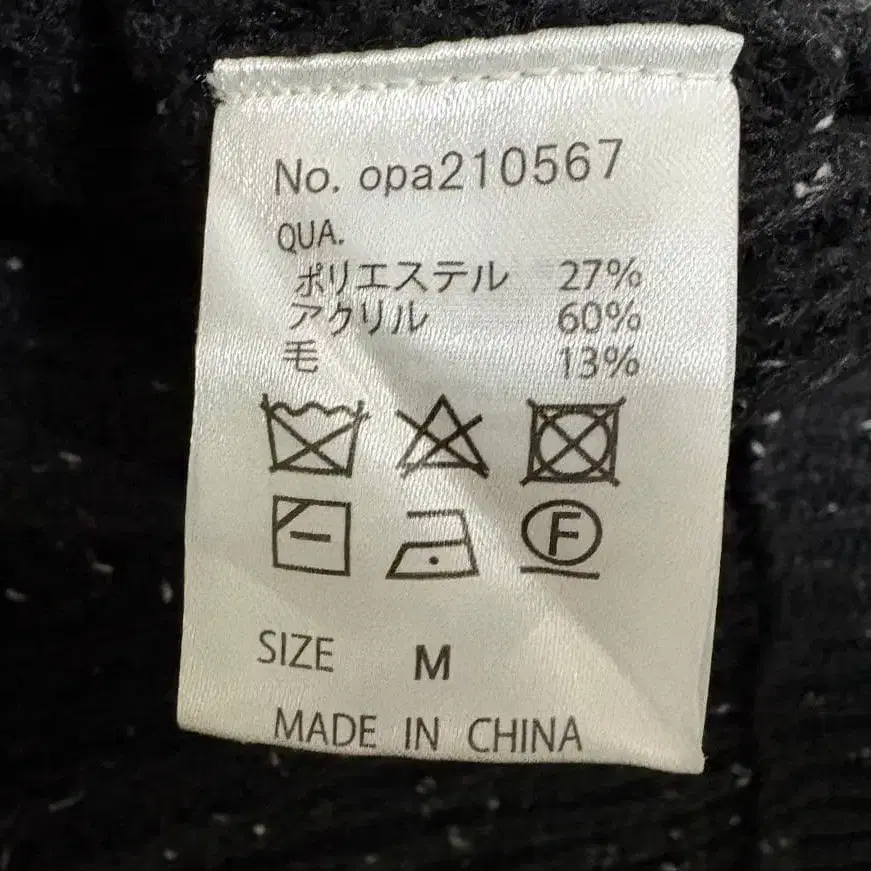 No. opa210567
QUA.
ポリエステル 27%
アクリル 60%
毛 13%
F
SIZE M
MADE IN CHINA